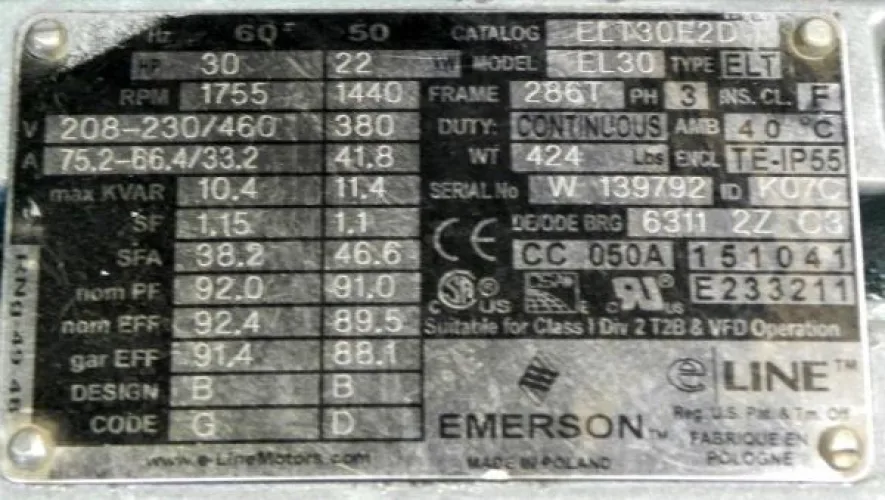 Hz 60 50 CATALOG ELT30E2D
HP 30 22 kW MODEL EL30 TYPE ELT
RPM 1755 1440 FRAME 286T PH 3 INS. CL. F
V 208-230/460 380 DUTY: CONTINUOUS AMB 40 °C
A 75.2-66.4/33.2 41.8 WT 424 Lbs ENCL TE-IP55
max KVAR 10.4 11.4 SERIAL No W 139792 ID K07C
SF 1.15 1.1 DE/ODE BRG 6311 2Z C3
SFA 38.2 46.6 CE CC 050A 151041
nom PF 92.0 91.0 C US E233211
nom EFF 92.4 89.5 Suitable for Class 1 Div 2 T2B & VFD Operation
gar EFF 91.4 88.1
DESIGN B B e LINE™
CODE G D EMERSON™ Reg. U.S. Pat. & Tm. Off
www.e-LineMotors.com MADE IN POLAND FABRIQUE EN
POLOGNE